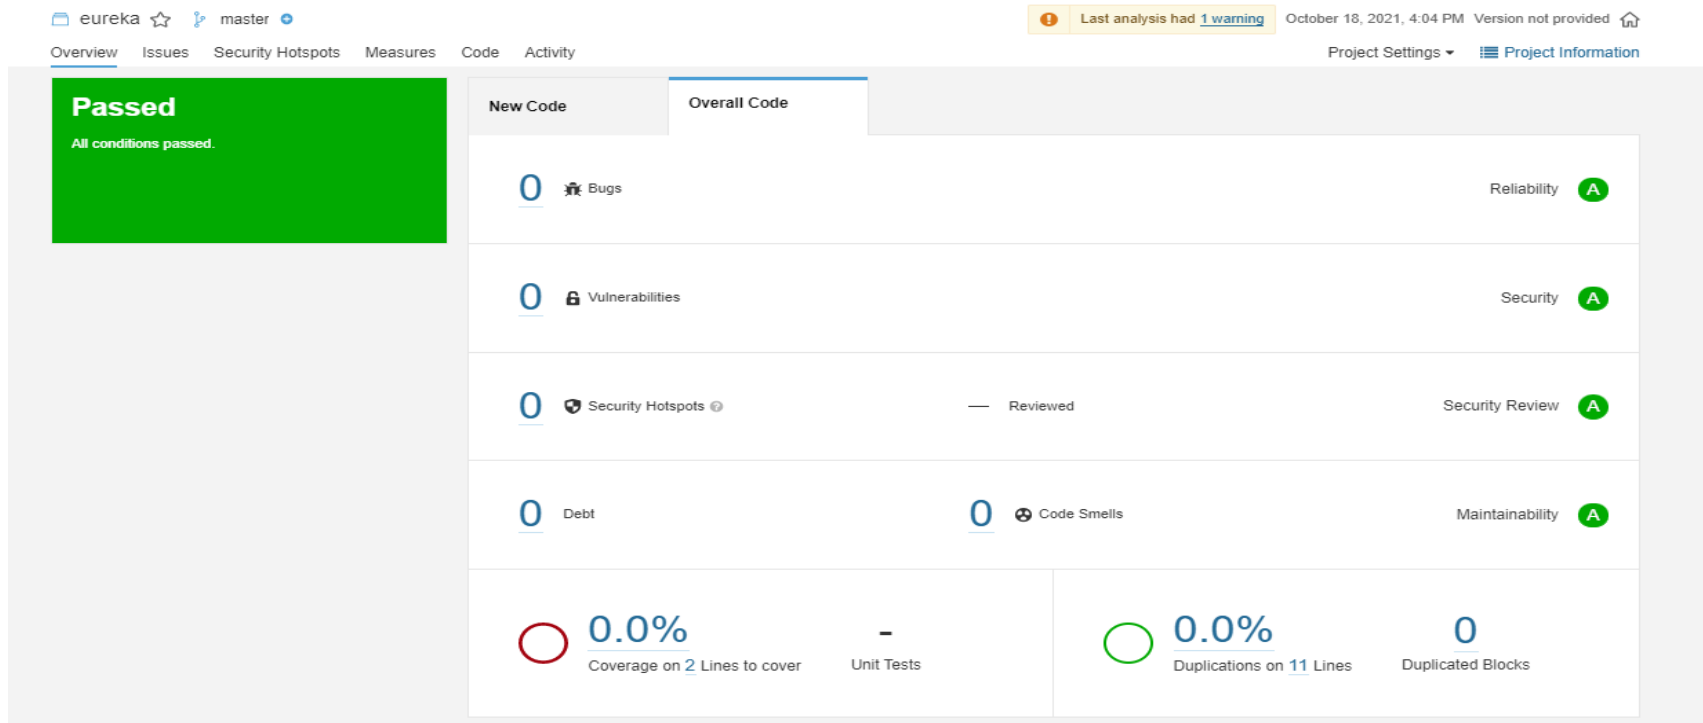 eureka master
Last analysis had 1 warning October 18, 2021, 4:04 PM Version not provided
Overview Issues Security Hotspots Measures Code Activity
Project Settings Project Information
Passed
All conditions passed.
New Code
Overall Code
0 Bugs
Reliability A
0 Vulnerabilities
Security A
0 Security Hotspots ?
— Reviewed
Security Review A
0 Debt
0 Code Smells
Maintainability A
0.0%
Coverage on 2 Lines to cover
-
Unit Tests
0.0%
Duplications on 11 Lines
0
Duplicated Blocks